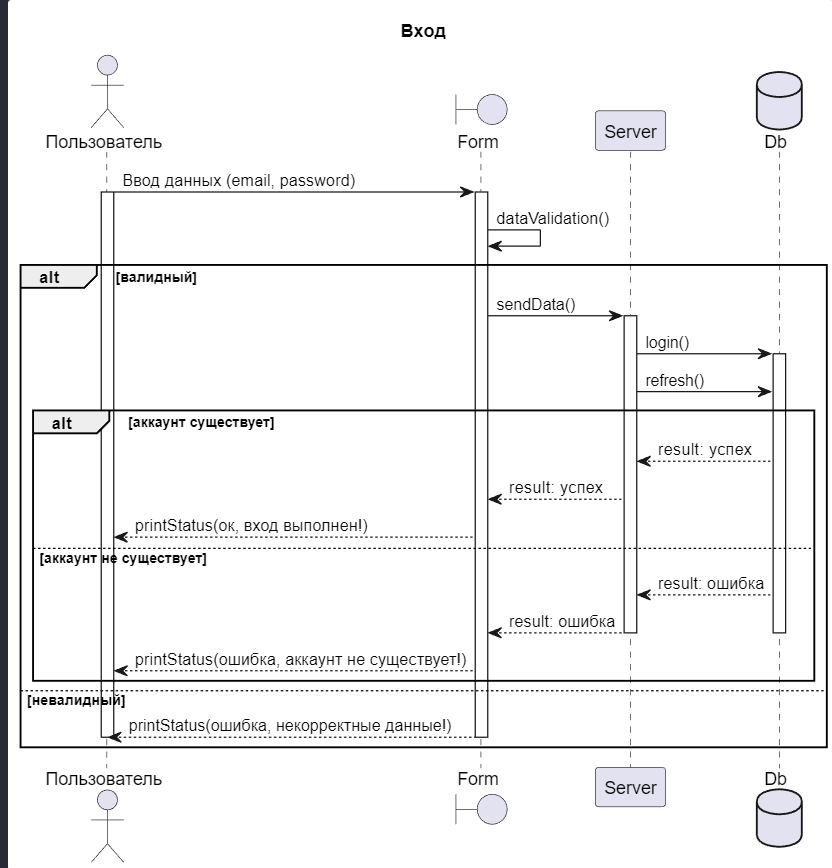 Вход
Пользователь
Form
Server
Db
Ввод данных (email, password)
dataValidation()
alt [валидный]
sendData()
login()
refresh()
alt [аккаунт существует]
result: успех
result: успех
printStatus(ок, вход выполнен!)
[аккаунт не существует]
result: ошибка
result: ошибка
printStatus(ошибка, аккаунт не существует!)
[невалидный]
printStatus(ошибка, некорректные данные!)
Пользователь
Form
Server
Db